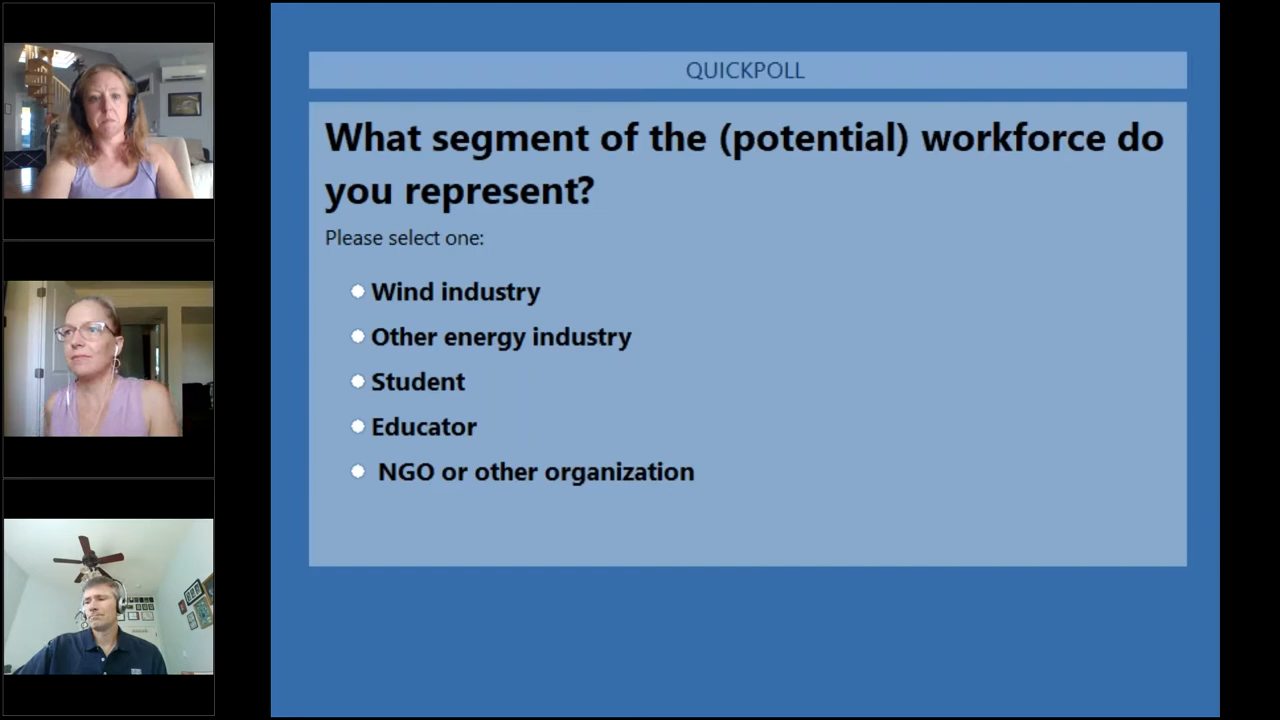 QUICKPOLL
What segment of the (potential) workforce do
you represent?
Please select one:
Wind industry
Other energy industry
Student
Educator
NGO or other organization